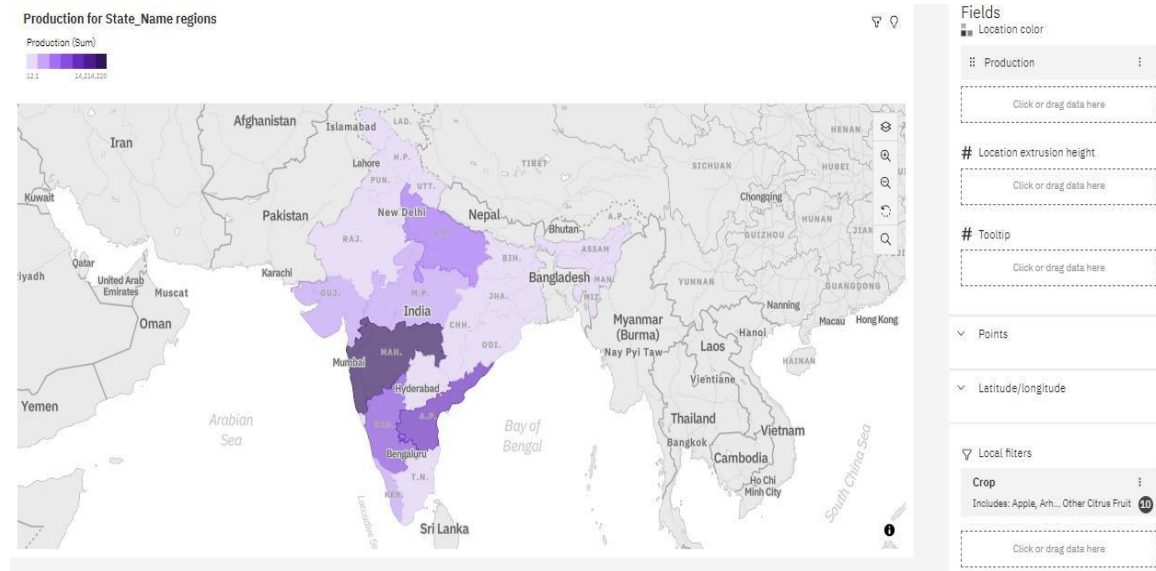 Production for State_Name regions
Production (Sum)
12.1 14,214,220
Fields
Location color
Production
Click or drag data here
# Location extrusion height
Click or drag data here
# Tooltip
Click or drag data here
Points
Latitude/longitude
Local filters
Crop
Includes: Apple, Arh... Other Citrus Fruit 10
Click or drag data here
Afghanistan
Islamabad
LAD.
HENAN
Iran
Lahore
H.P.
TIBET
SICHUAN
HUBEI
PUN.
UTT.
Kuwait
Chongqing
Pakistan
New Delhi
Nepal
Bhutan
A.P.
HUNAN
GUIZHOU
JIAN
RAJ.
U.P.
BIH.
ASSAM
Qatar
Karachi
iyadh
United Arab
Emirates
Muscat
Bangladesh
MAN.
YUNNAN
GUANGDONG
GUJ.
M.P.
JHA.
MIZ.
India
Nanning
Oman
CHH.
Myanmar
(Burma)
Hanoi
Macau
Hong Kong
MAH.
ODI.
Nay Pyi Taw
Laos
Mumbai
HAINAN
Hyderabad
Vientiane
Yemen
Arabian
Sea
KAR.
A.P.
Bay of
Bengal
Thailand
Vietnam
Bangkok
Bengaluru
Cambodia
T.N.
KER.
Ho Chi
Minh City
South China Sea
Laccadive Se
Sri Lanka